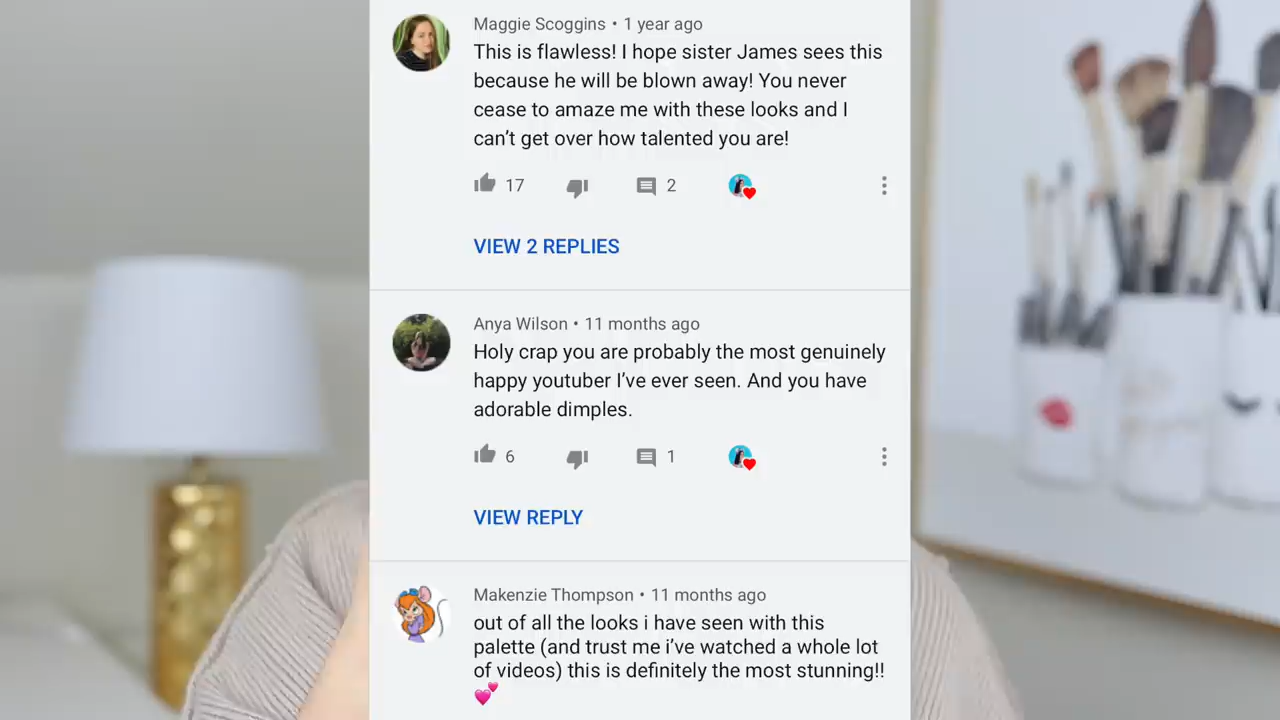 Maggie Scoggins • 1 year ago
This is flawless! I hope sister James sees this
because he will be blown away! You never
cease to amaze me with these looks and I
can't get over how talented you are!
17
2
VIEW 2 REPLIES
Anya Wilson • 11 months ago
Holy crap you are probably the most genuinely
happy youtuber I've ever seen. And you have
adorable dimples.
6
1
VIEW REPLY
Makenzie Thompson • 11 months ago
out of all the looks i have seen with this
palette (and trust me i've watched a whole lot
of videos) this is definitely the most stunning!!
💕